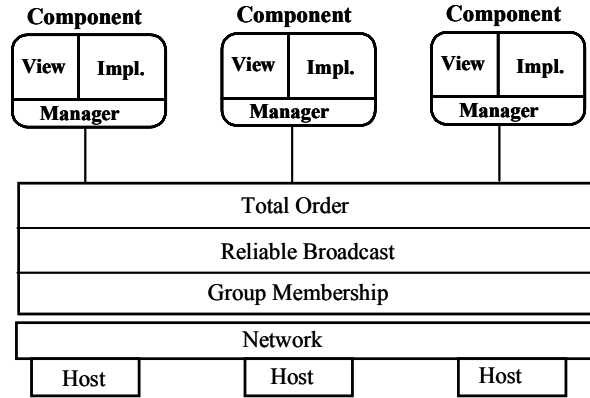 Component Component Component
View Impl. View Impl. View Impl.
Manager Manager Manager
Total Order
Reliable Broadcast
Group Membership
Network
Host Host Host